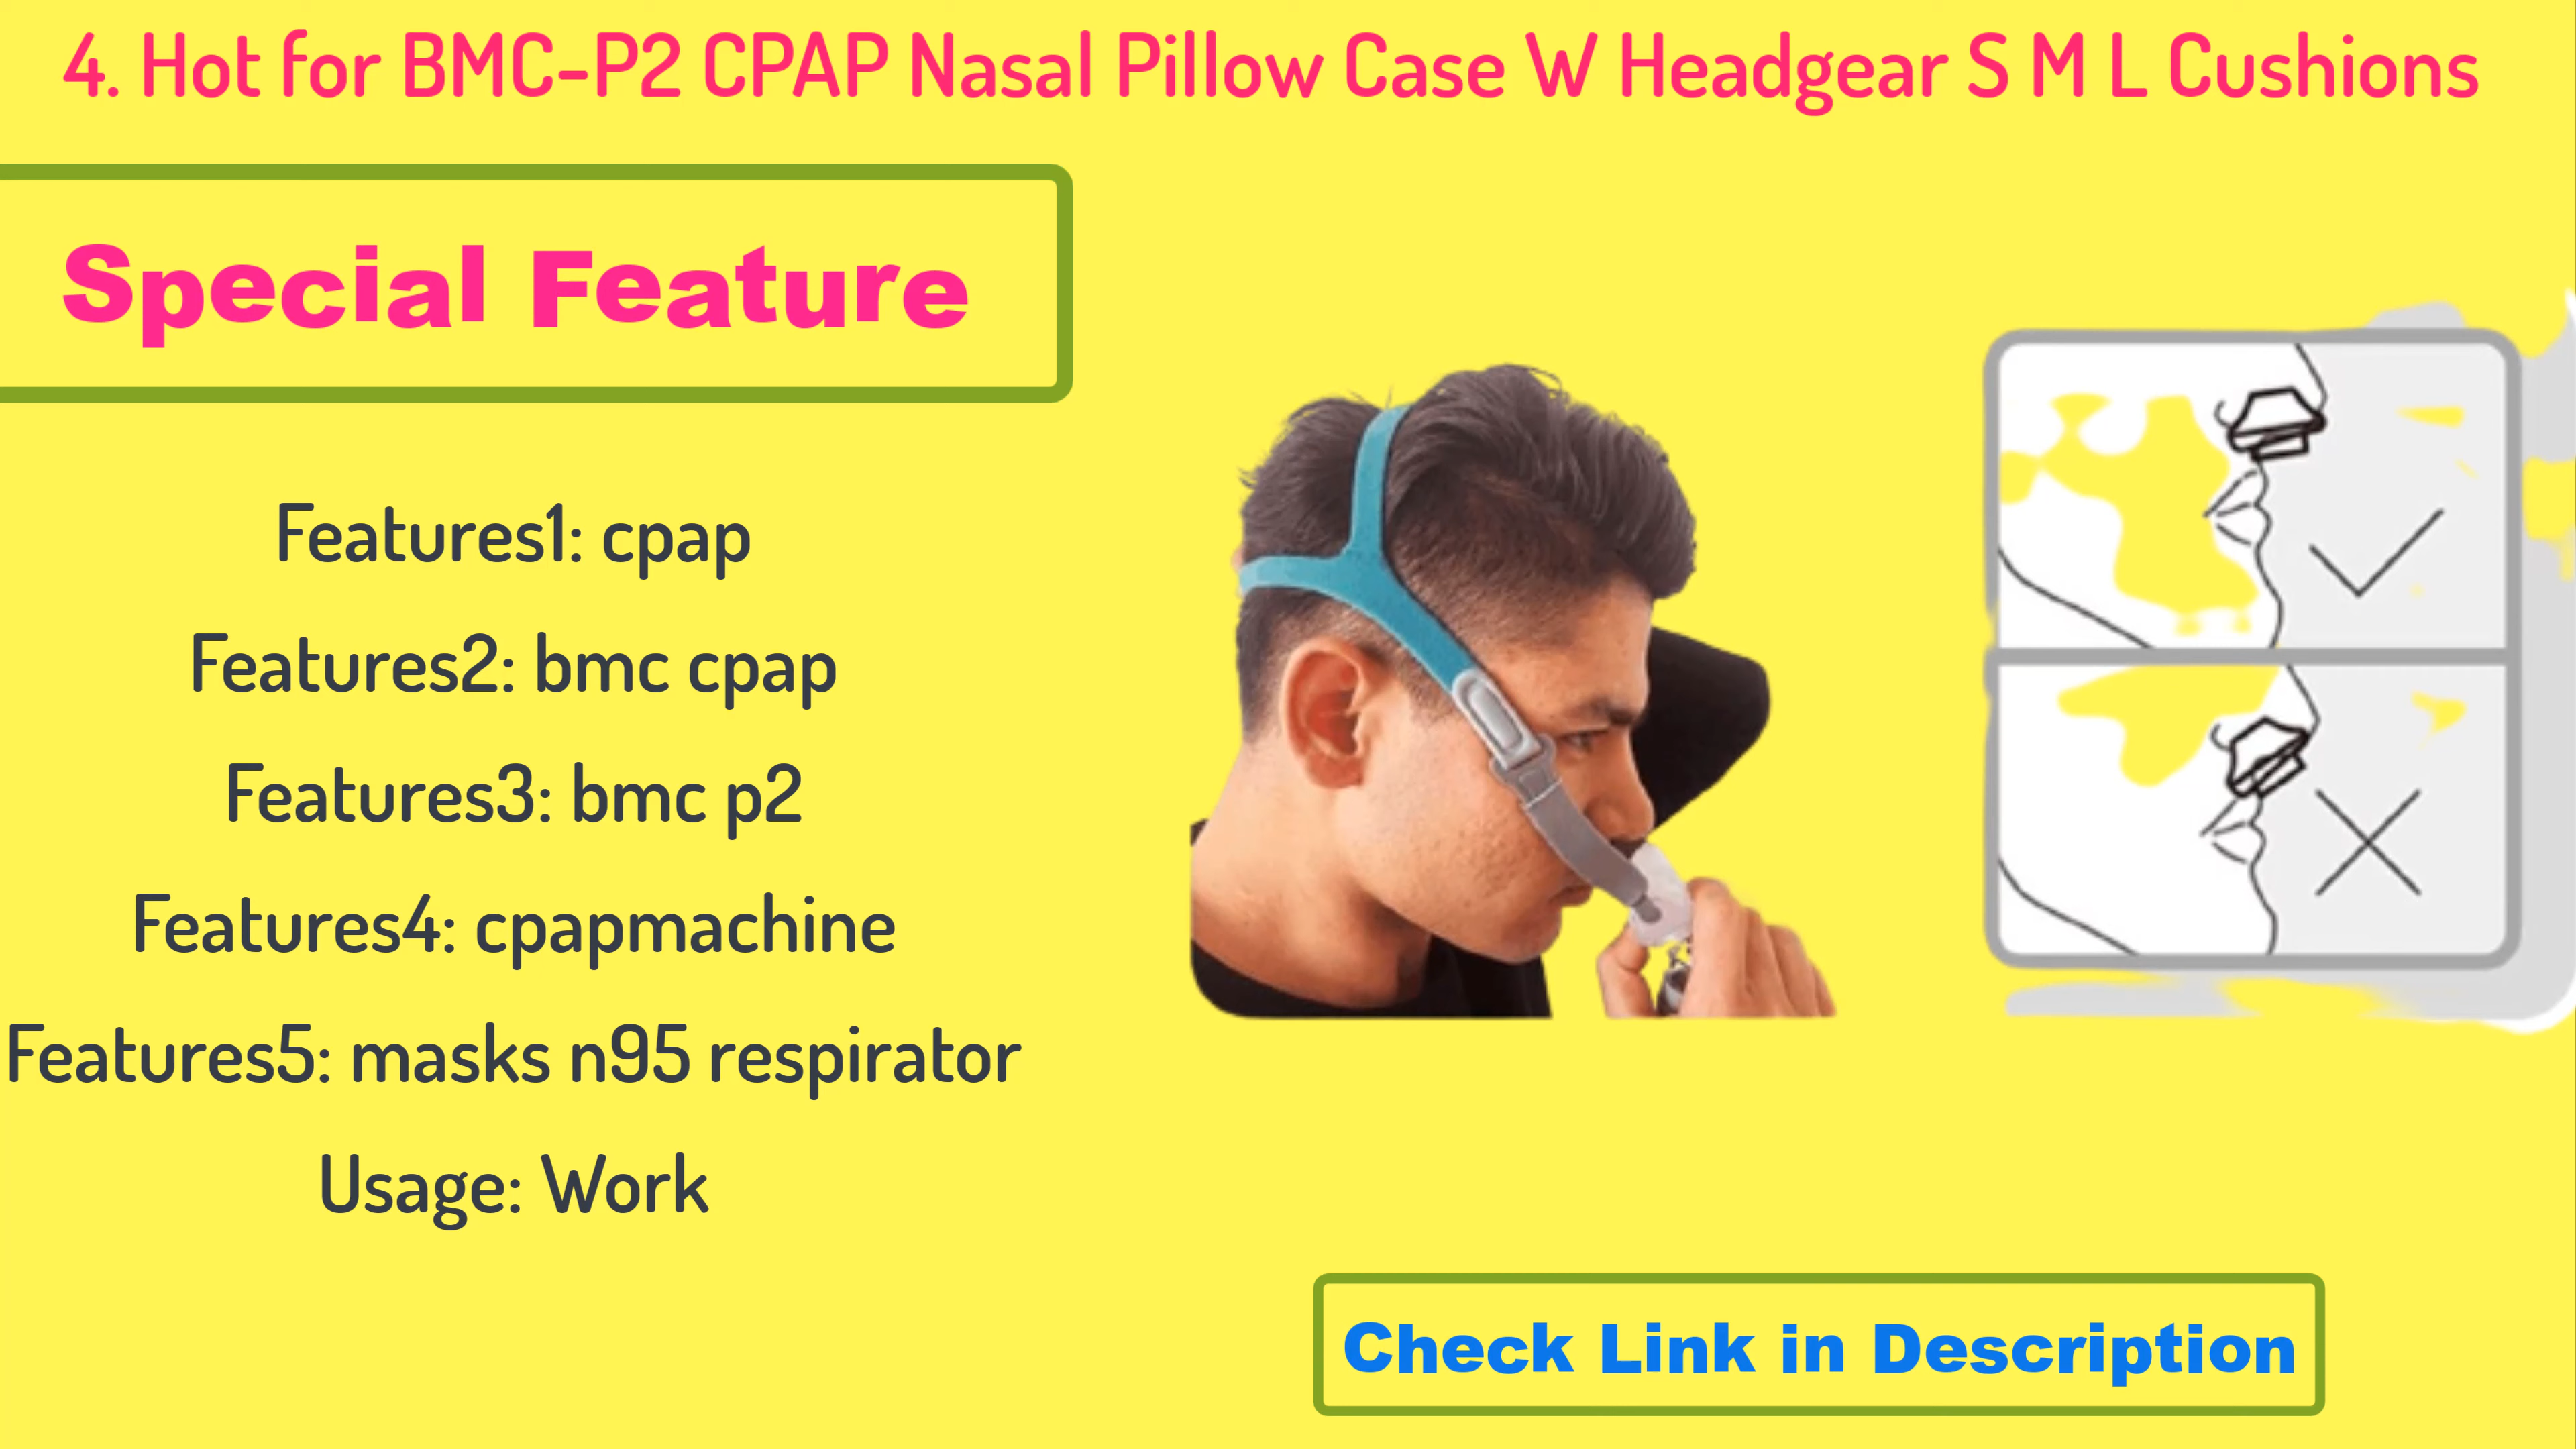 4. Hot for BMC-P2 CPAP Nasal Pillow Case W Headgear S M L Cushions
Special Feature
Features1: cpap
Features2: bmc cpap
Features3: bmc p2
Features4: cpapmachine
Features5: masks n95 respirator
Usage: Work
Check Link in Description